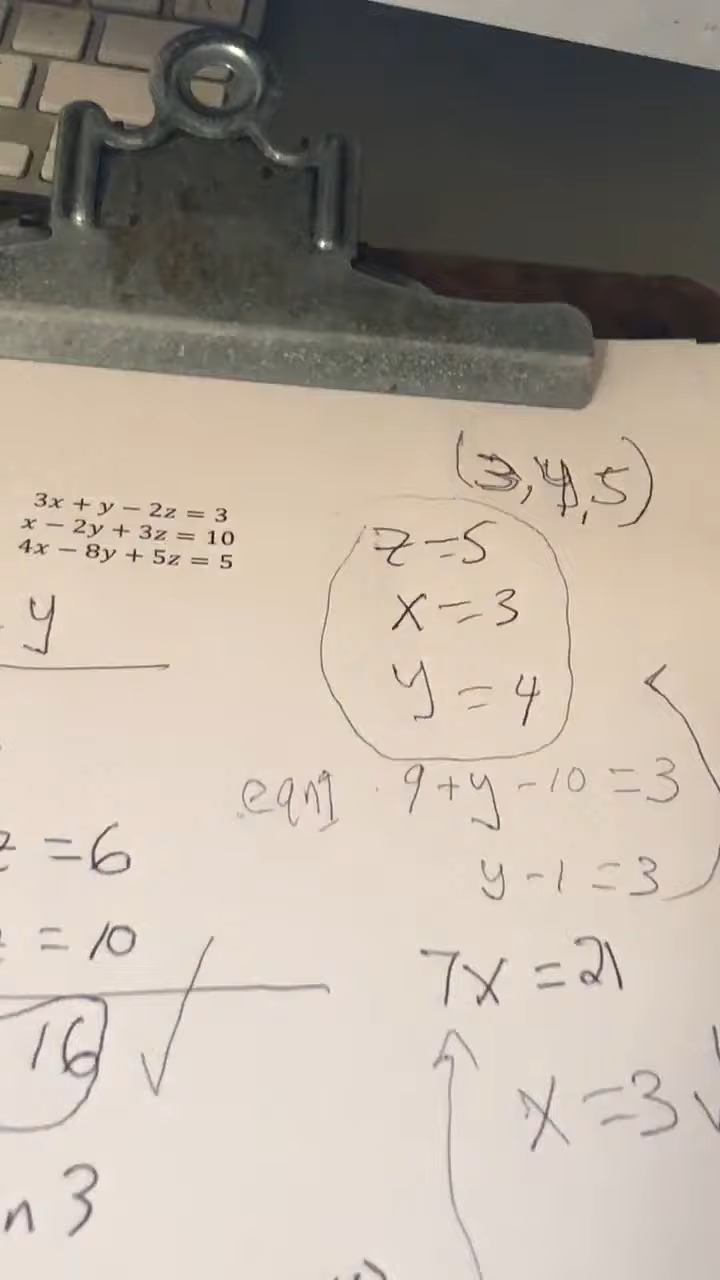 (3,4,5)
3x + y − 2z = 3
x − 2y + 3z = 10
4x − 8y + 5z = 5
z=5
x=3
y=4
y
eqn1 9+y-10=3
y-1=3
z=6
= 10
7x=21
16
x=3
n 3